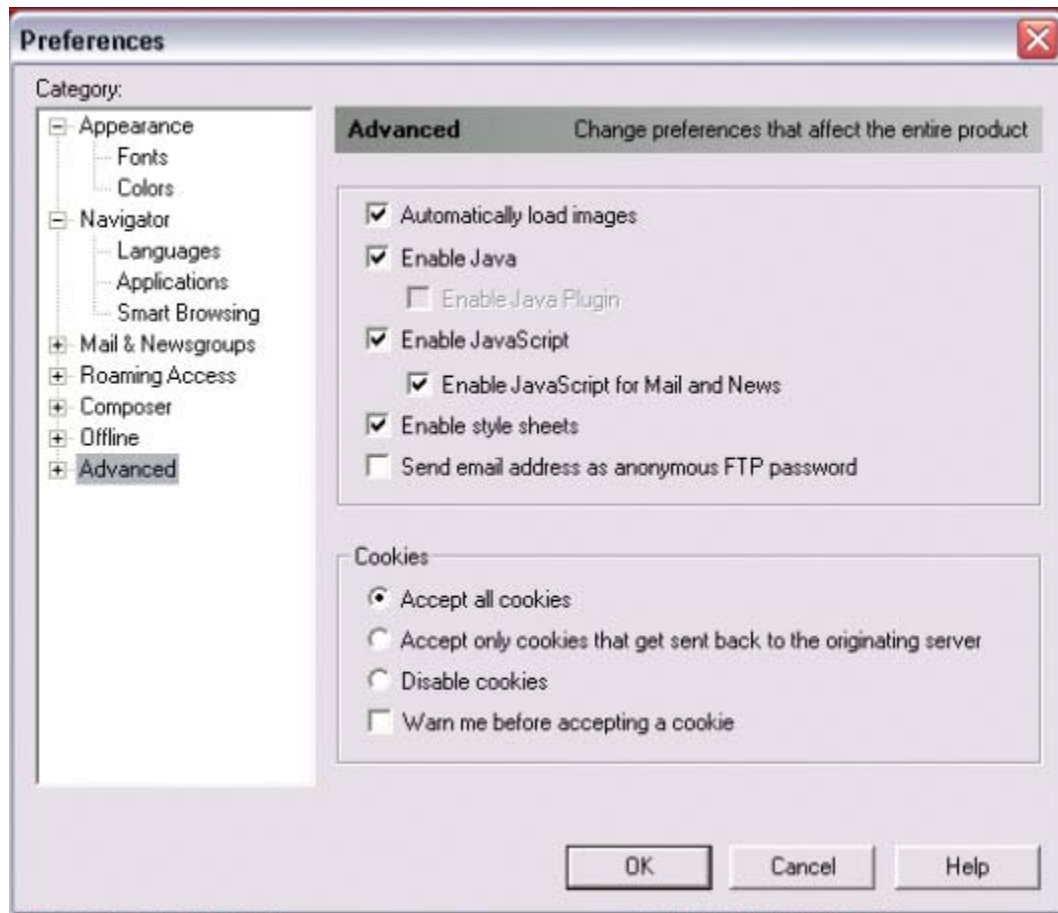 Preferences
Category:
Appearance
Fonts
Colors
Navigator
Languages
Applications
Smart Browsing
Mail & Newsgroups
Roaming Access
Composer
Offline
Advanced
Advanced Change preferences that affect the entire product
Automatically load images
Enable Java
Enable Java Plugin
Enable JavaScript
Enable JavaScript for Mail and News
Enable style sheets
Send email address as anonymous FTP password
Cookies
Accept all cookies
Accept only cookies that get sent back to the originating server
Disable cookies
Warn me before accepting a cookie
OK Cancel Help